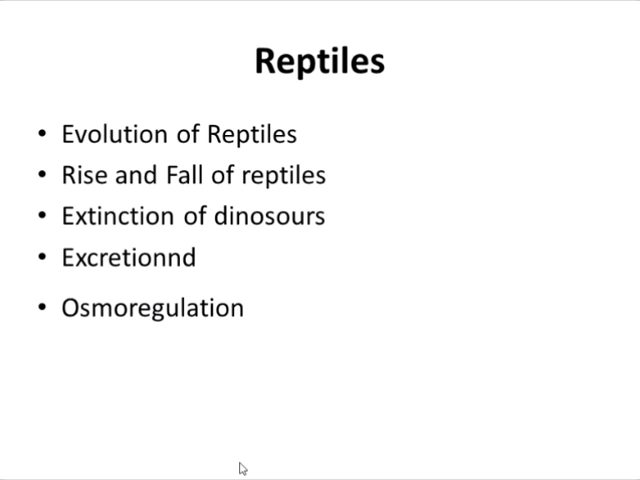 Reptiles
• Evolution of Reptiles
• Rise and Fall of reptiles
• Extinction of dinosours
• Excretionnd
• Osmoregulation